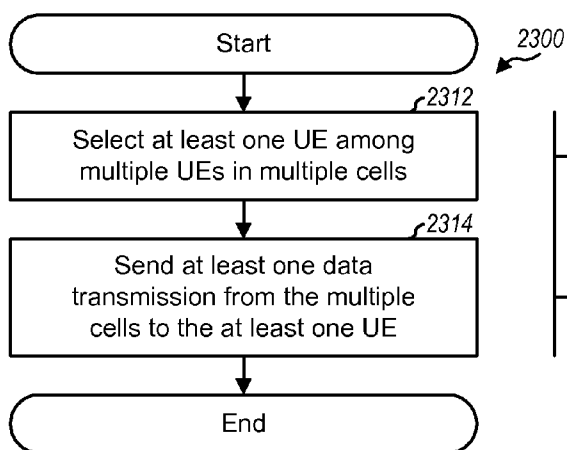 Start
2300
2312
Select at least one UE among
multiple UEs in multiple cells
2314
Send at least one data
transmission from the multiple
cells to the at least one UE
End